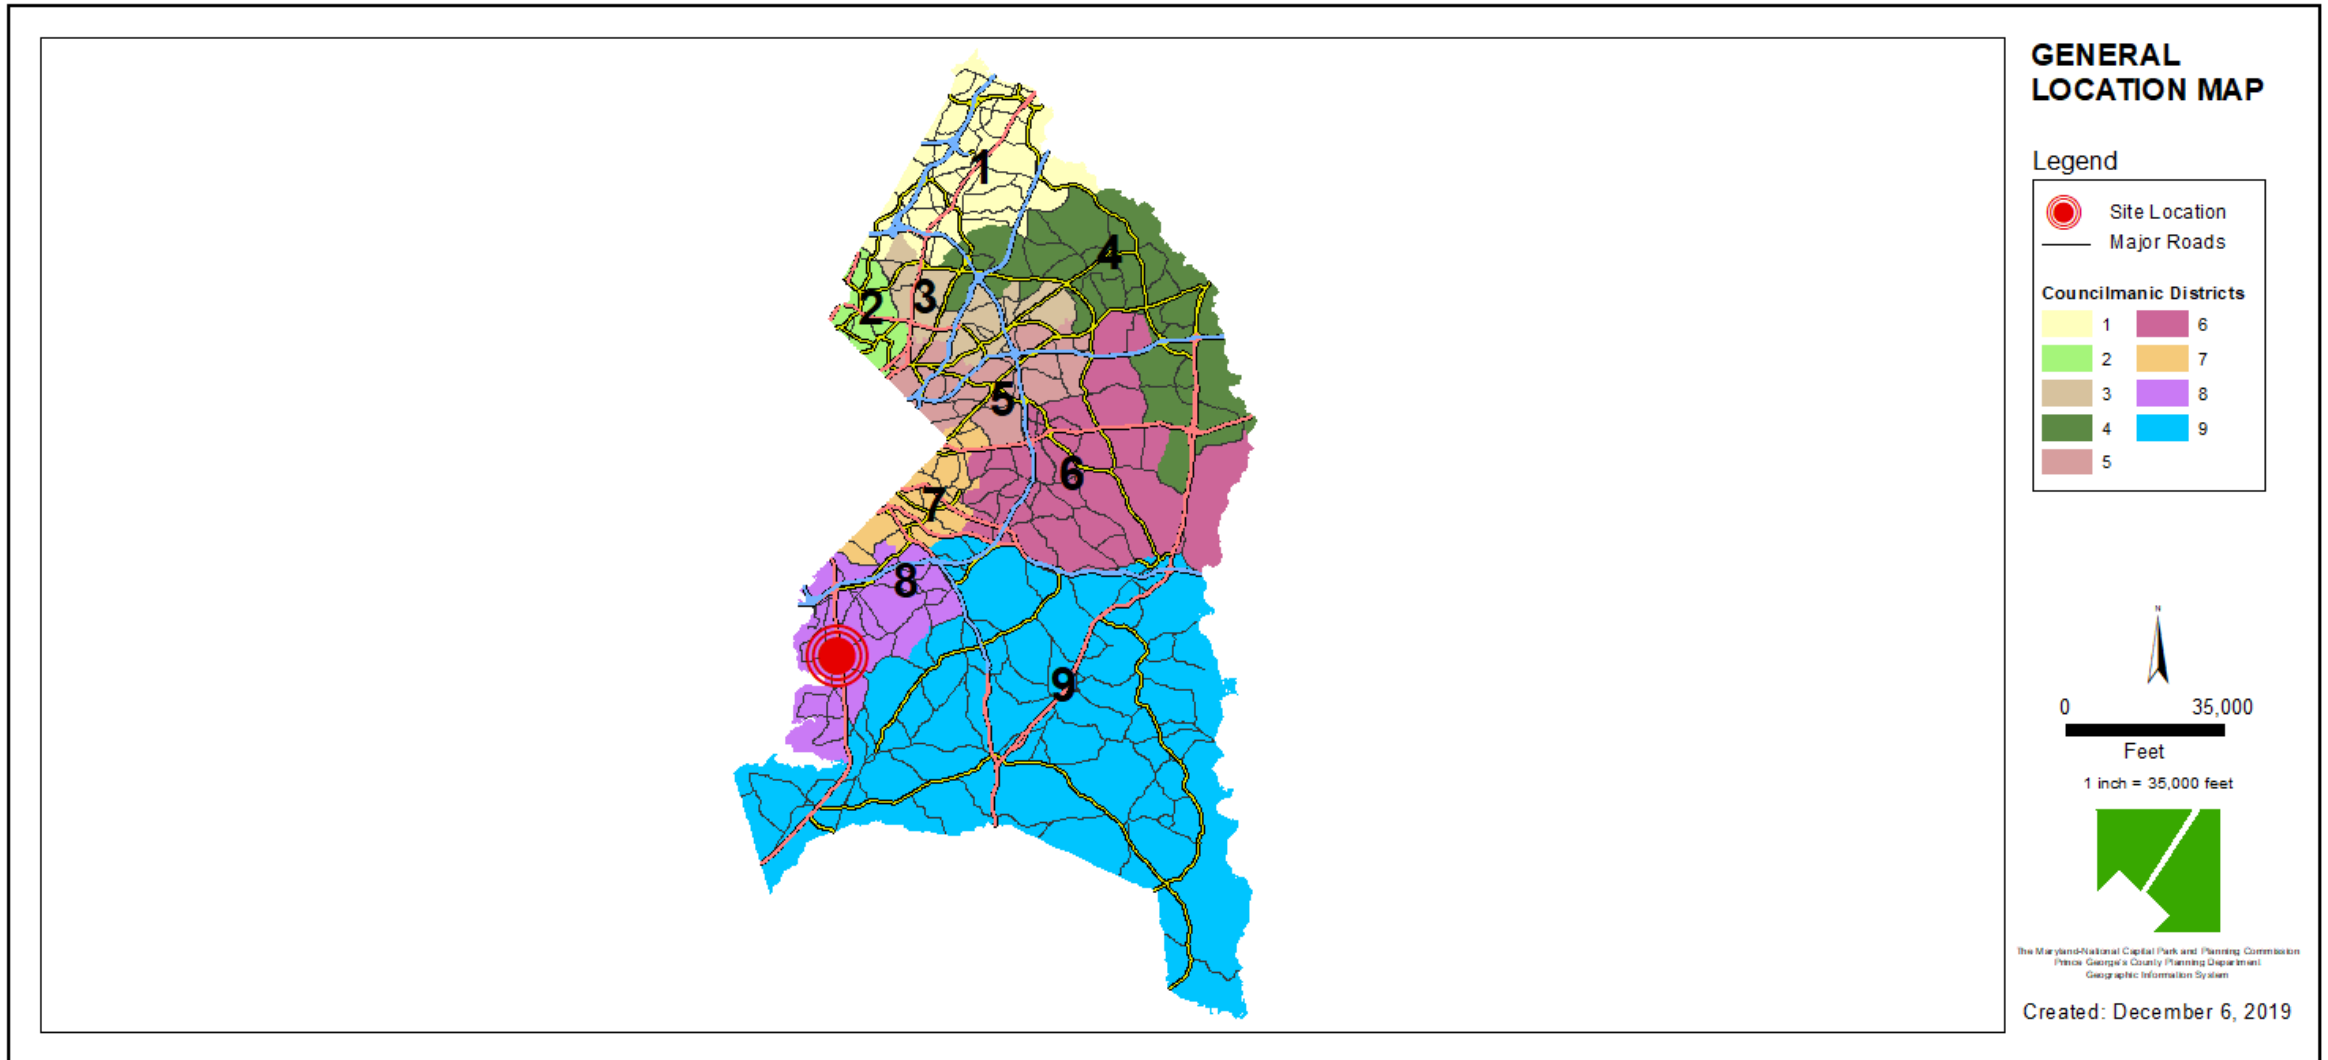 GENERAL
LOCATION MAP
Legend
Site Location
Major Roads
Councilmanic Districts
1 6
2 7
3 8
4 9
5
1
4
3
2
5
6
7
8
9
N
0 35,000
Feet
1 inch = 35,000 feet
The Maryland-National Capital Park and Planning Commission
Prince George's County Planning Department
Geographic Information System
Created: December 6, 2019